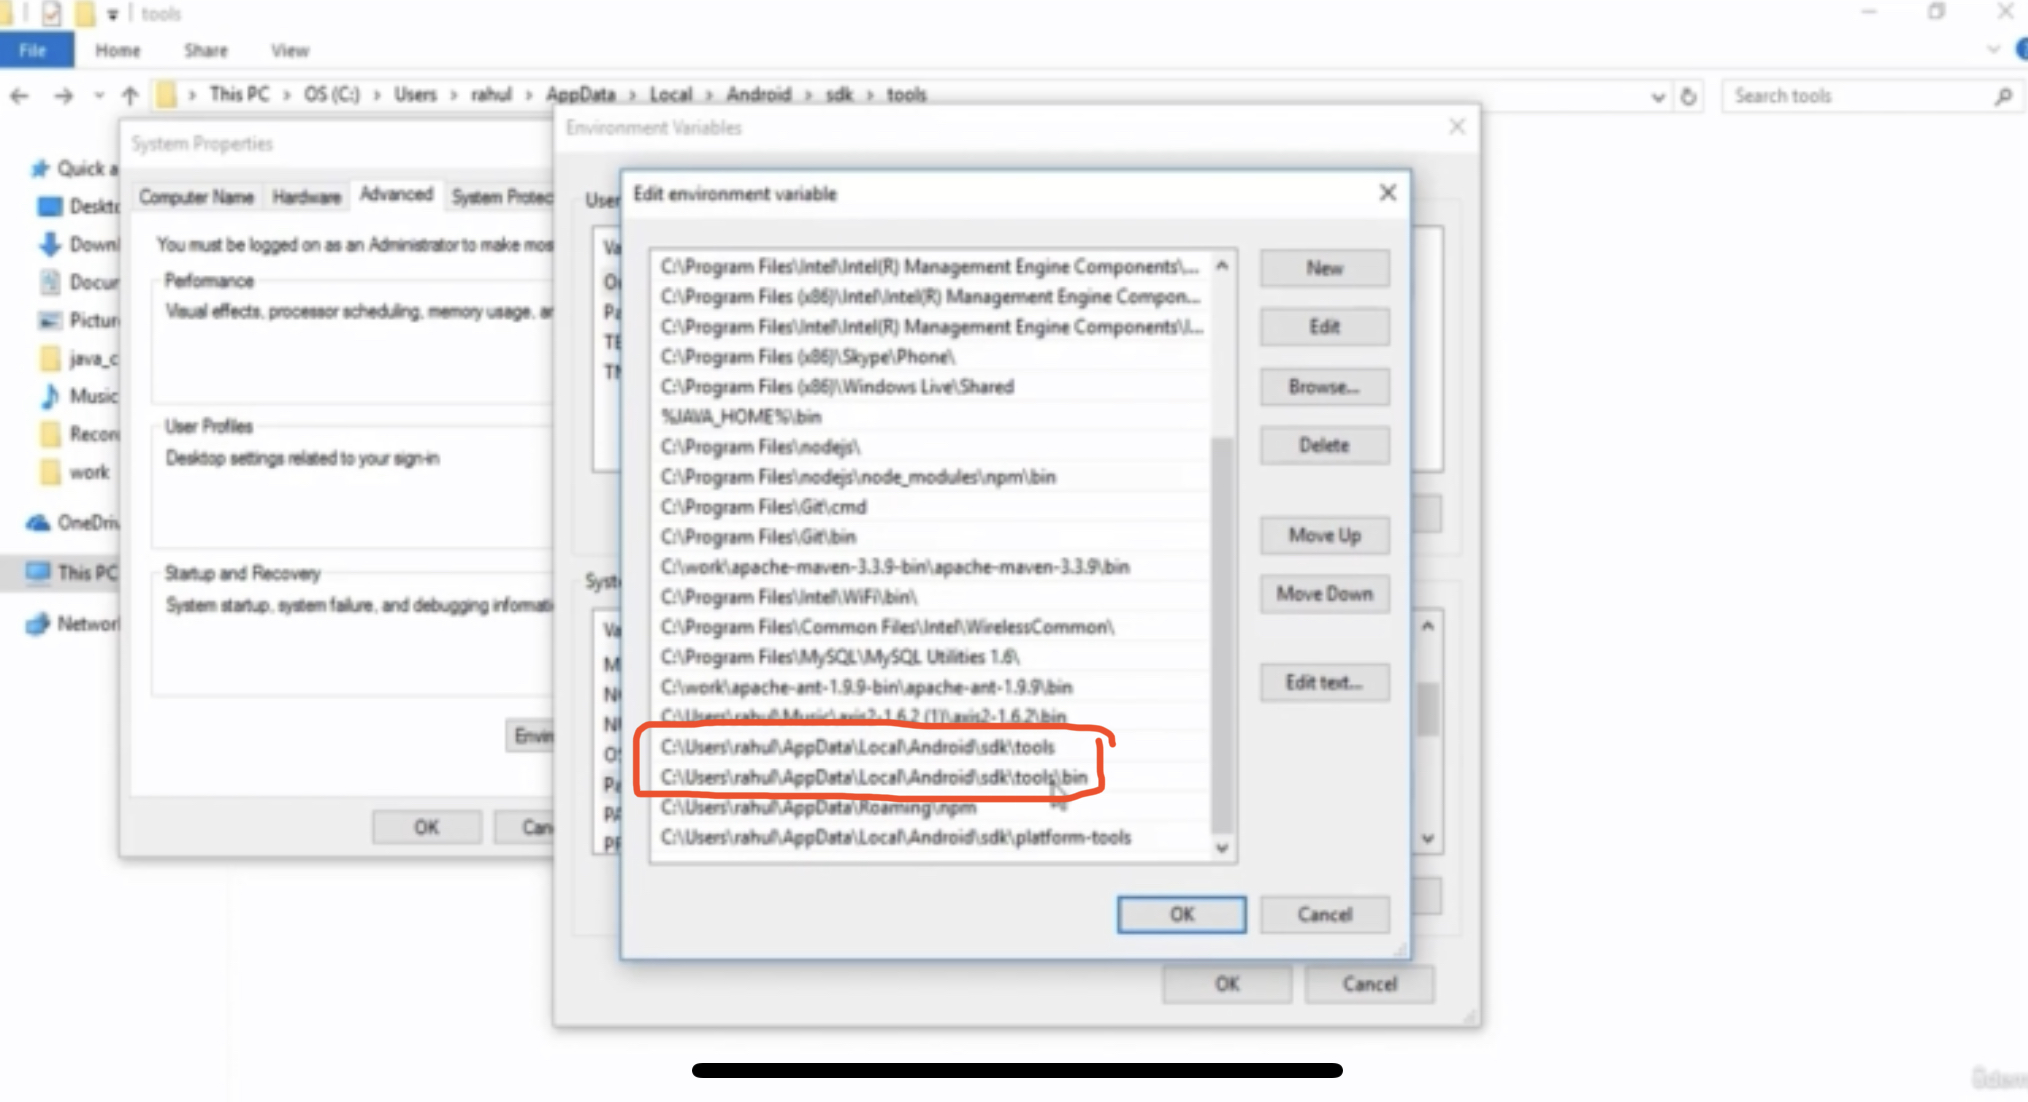 tools
File Home Share View
This PC > OS (C:) > Users > rahul > AppData > Local > Android > sdk > tools
Search tools
Quick a
Deskto
Downl
Docur
Pictur
java_c
Music
Recor
work
OneDriv
This PC
Networ
System Properties
Computer Name Hardware Advanced System Protec
You must be logged on as an Administrator to make mos
Performance
Visual effects, processor scheduling, memory usage, an
User Profiles
Desktop settings related to your sign-in
Startup and Recovery
System startup, system failure, and debugging informati
Envir
OK Can
Environment Variables
User
Va
Pa
TE
Syst
Va
Edit environment variable
C:\Program Files\Intel\Intel(R) Management Engine Components\...
C:\Program Files (x86)\Intel\Intel(R) Management Engine Compon...
C:\Program Files\Intel\Intel(R) Management Engine Components\I...
C:\Program Files (x86)\Skype\Phone\
C:\Program Files (x86)\Windows Live\Shared
%JAVA_HOME%\bin
C:\Program Files\nodejs\
C:\Program Files\nodejs\node_modules\npm\bin
C:\Program Files\Git\cmd
C:\Program Files\Git\bin
C:\work\apache-maven-3.3.9-bin\apache-maven-3.3.9\bin
C:\Program Files\Intel\WiFi\bin\
C:\Program Files\Common Files\Intel\WirelessCommon\
C:\Program Files\MySQL\MySQL Utilities 1.6\
C:\work\apache-ant-1.9.9-bin\apache-ant-1.9.9\bin
C:\Users\rahul\Music\axis2-1.6.2 (1)\axis2-1.6.2\bin
C:\Users\rahul\AppData\Local\Android\sdk\tools
C:\Users\rahul\AppData\Local\Android\sdk\tools\bin
C:\Users\rahul\AppData\Roaming\npm
C:\Users\rahul\AppData\Local\Android\sdk\platform-tools
New
Edit
Browse...
Delete
Move Up
Move Down
Edit text...
OK Cancel
OK Cancel